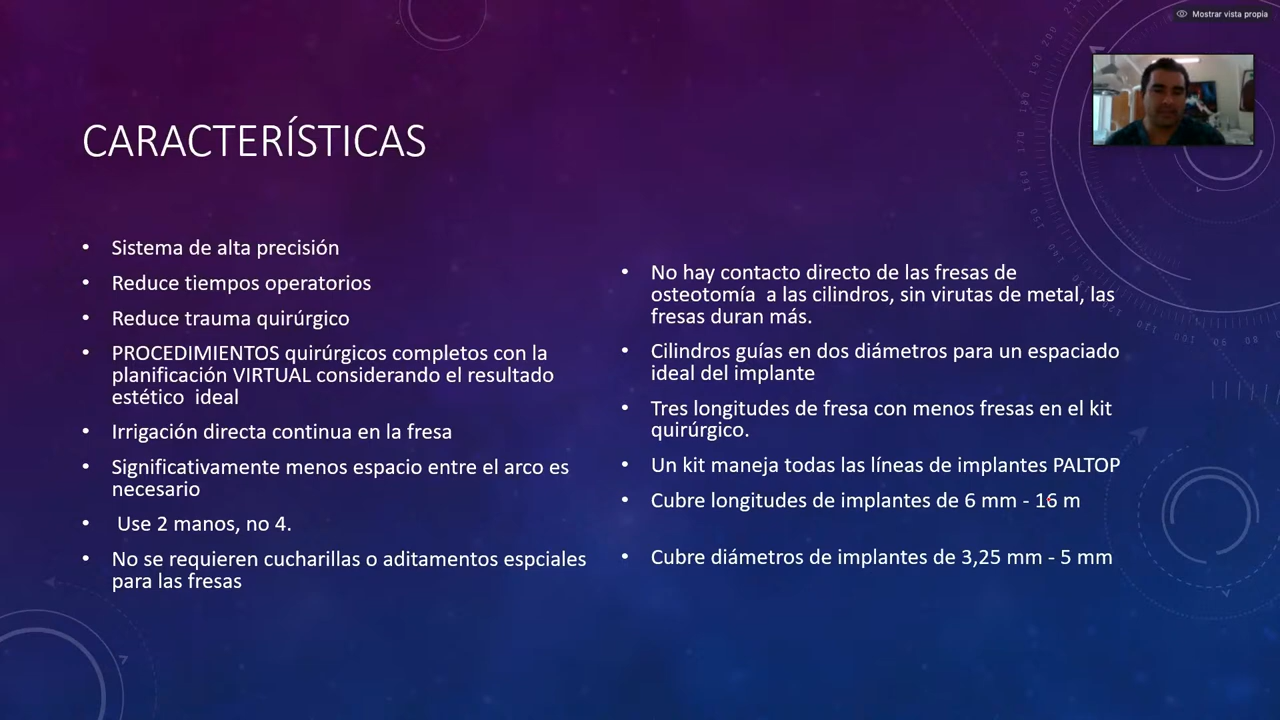 Mostrar vista propia
CARACTERÍSTICAS
• Sistema de alta precisión
• Reduce tiempos operatorios
• Reduce trauma quirúrgico
• PROCEDIMIENTOS quirúrgicos completos con la
planificación VIRTUAL considerando el resultado
estético ideal
• Irrigación directa continua en la fresa
• Significativamente menos espacio entre el arco es
necesario
• Use 2 manos, no 4.
• No se requieren cucharillas o aditamentos espciales
para las fresas
• No hay contacto directo de las fresas de
osteotomía a las cilindros, sin virutas de metal, las
fresas duran más.
• Cilindros guías en dos diámetros para un espaciado
ideal del implante
• Tres longitudes de fresa con menos fresas en el kit
quirúrgico.
• Un kit maneja todas las líneas de implantes PALTOP
• Cubre longitudes de implantes de 6 mm - 16 m
• Cubre diámetros de implantes de 3,25 mm - 5 mm